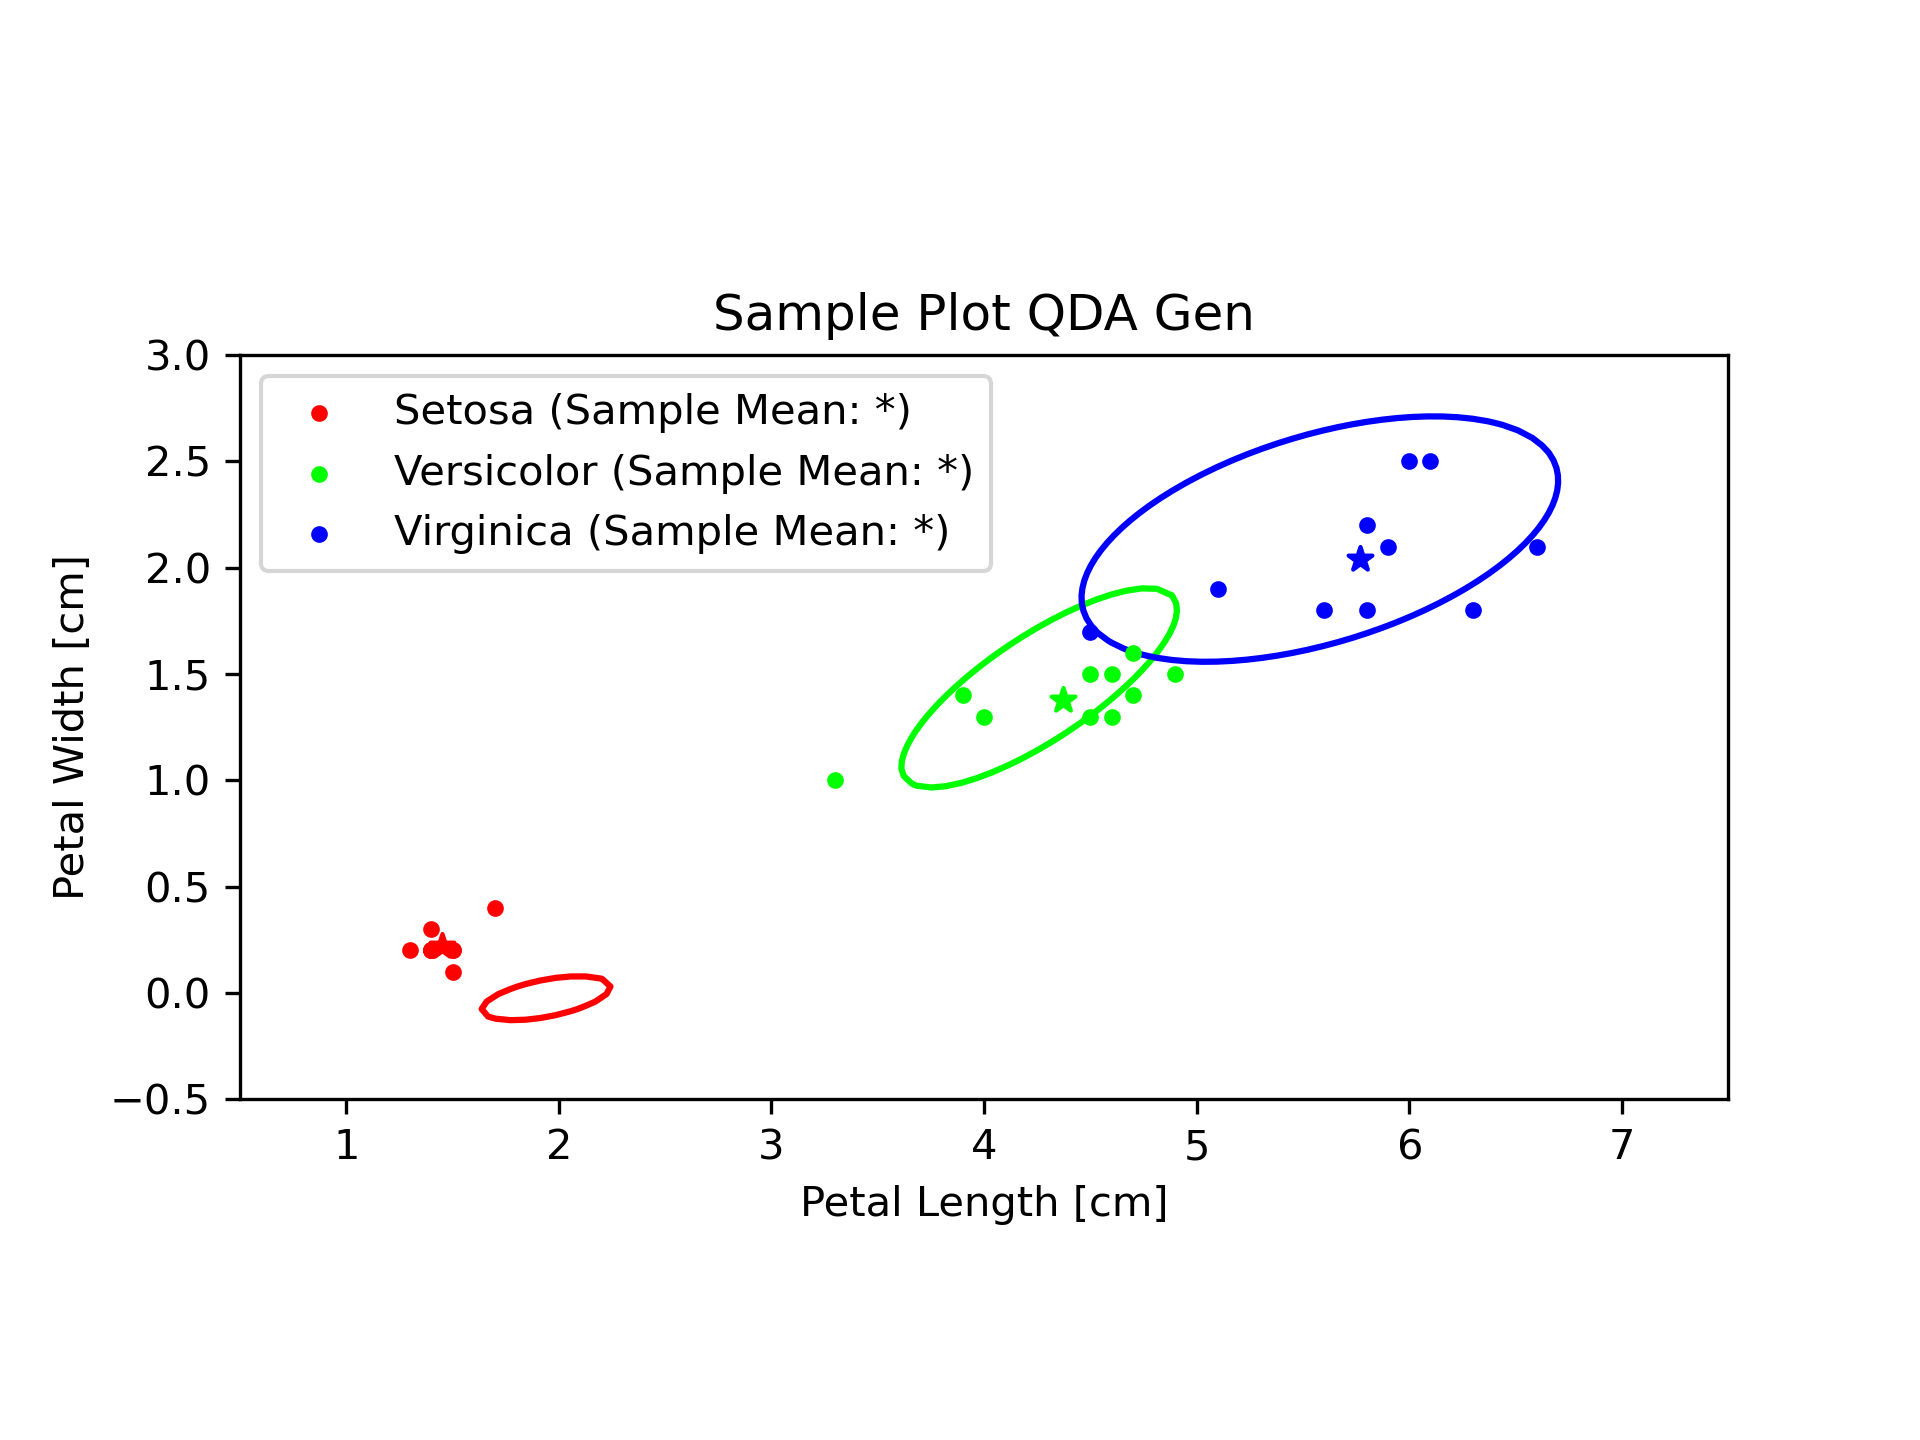 Sample Plot QDA Gen
3.0
2.5
2.0
1.5
1.0
0.5
0.0
−0.5
Petal Width [cm]
Setosa (Sample Mean: *)
Versicolor (Sample Mean: *)
Virginica (Sample Mean: *)
1 2 3 4 5 6 7
Petal Length [cm]